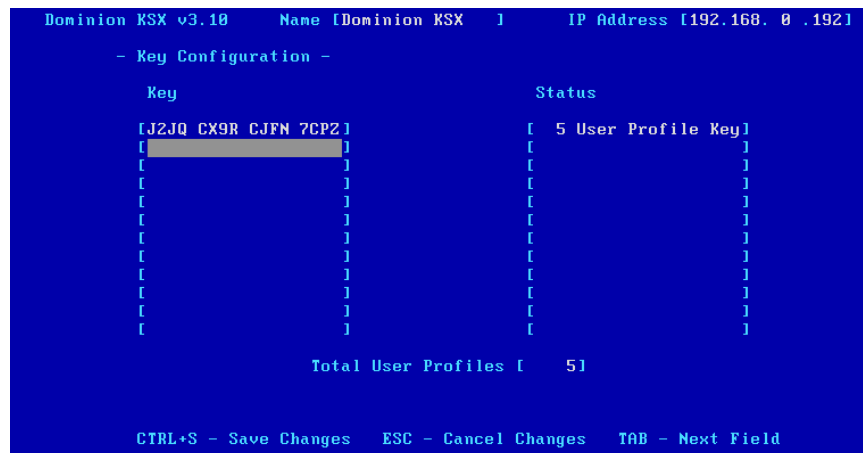 Dominion KSX v3.10 Name [Dominion KSX ] IP Address [192.168. 0 .192]
- Key Configuration -
Key Status
[J2JQ CX9R CJFN 7CPZ] [ 5 User Profile Key]
[ ] [ ]
[ ] [ ]
[ ] [ ]
[ ] [ ]
[ ] [ ]
[ ] [ ]
[ ] [ ]
[ ] [ ]
[ ] [ ]
[ ] [ ]
[ ] [ ]
Total User Profiles [ 5]
CTRL+S - Save Changes ESC - Cancel Changes TAB - Next Field